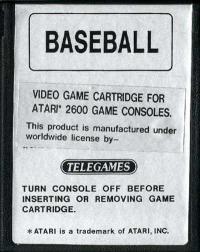 BASEBALL
VIDEO GAME CARTRIDGE FOR
ATARI* 2600 GAME CONSOLES.
This product is manufactured under
worldwide license by—
TELEGAMES
TURN CONSOLE OFF BEFORE
INSERTING OR REMOVING GAME
CARTRIDGE.
*ATARI is a trademark of ATARI, INC.